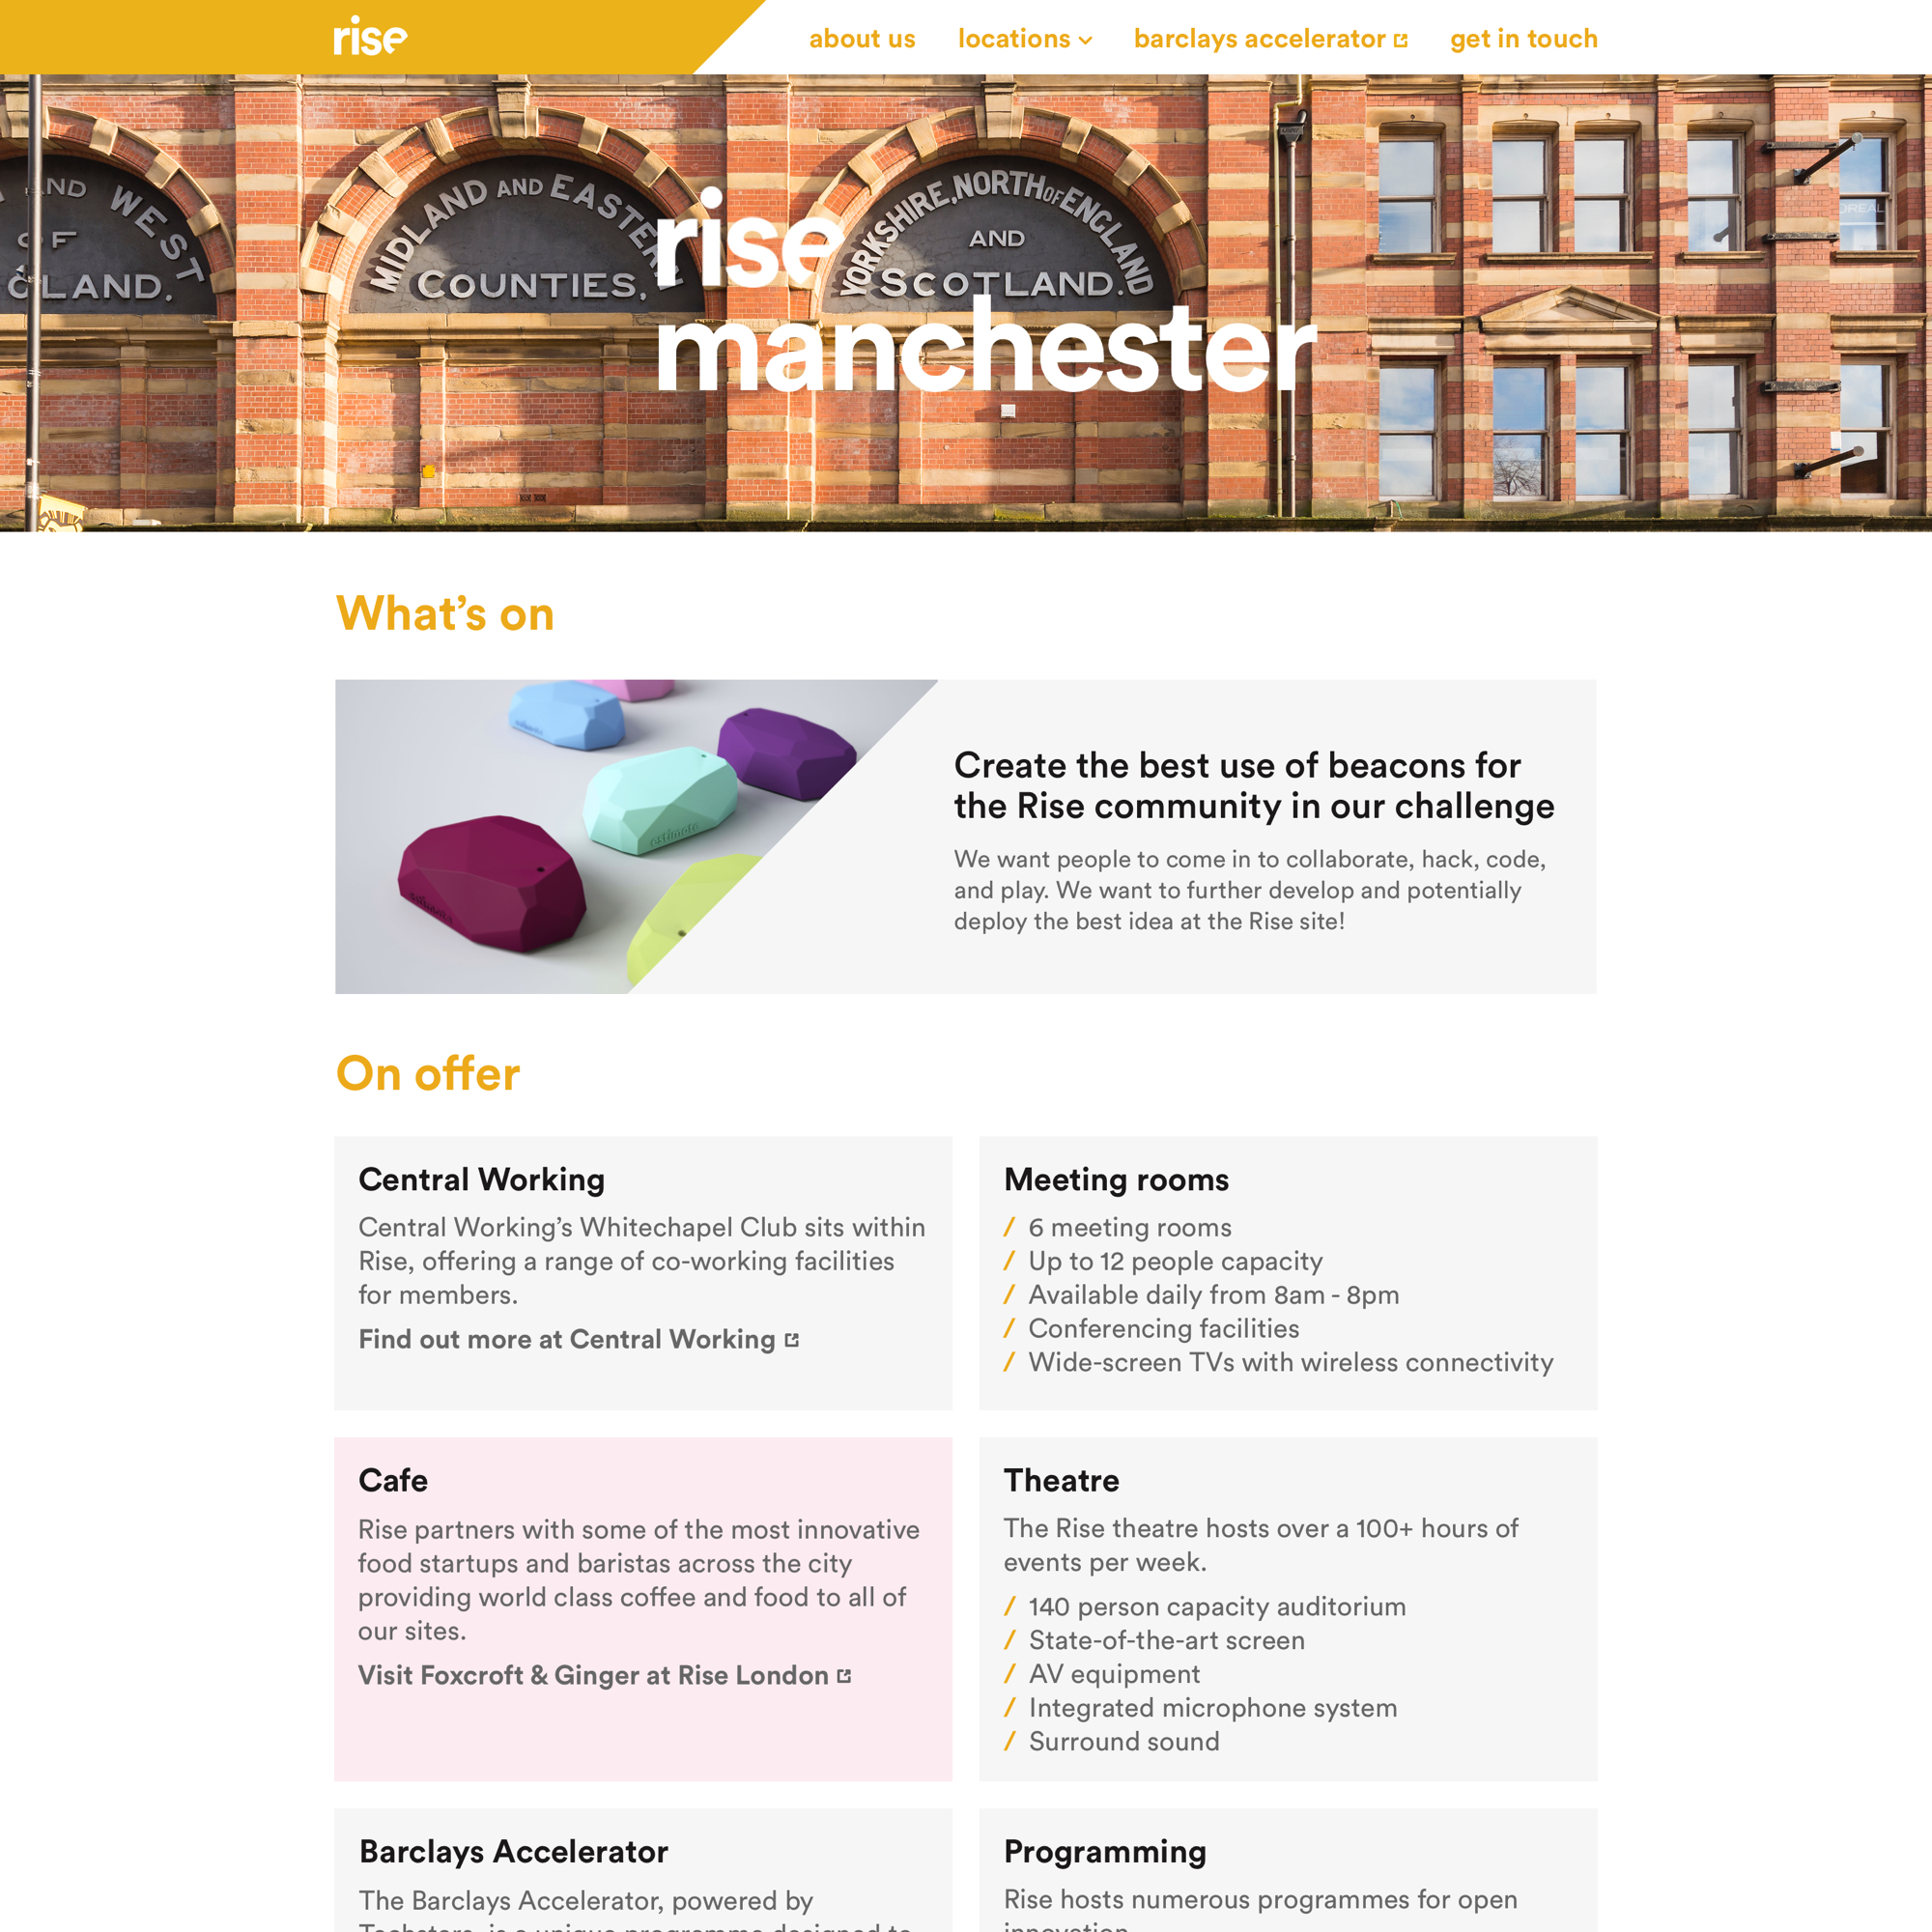 rise
about us
locations
barclays accelerator
get in touch
AND WEST
OF
LAND.
MIDLAND AND EASTERN
COUNTIES.
YORKSHIRE, NORTH OF ENGLAND
AND
SCOTLAND.
rise
manchester
What's on
estimote
Create the best use of beacons for
the Rise community in our challenge
We want people to come in to collaborate, hack, code,
and play. We want to further develop and potentially
deploy the best idea at the Rise site!
On offer
Central Working
Central Working's Whitechapel Club sits within
Rise, offering a range of co-working facilities
for members.
Find out more at Central Working
Meeting rooms
/ 6 meeting rooms
/ Up to 12 people capacity
/ Available daily from 8am - 8pm
/ Conferencing facilities
/ Wide-screen TVs with wireless connectivity
Cafe
Rise partners with some of the most innovative
food startups and baristas across the city
providing world class coffee and food to all of
our sites.
Visit Foxcroft & Ginger at Rise London
Theatre
The Rise theatre hosts over a 100+ hours of
events per week.
/ 140 person capacity auditorium
/ State-of-the-art screen
/ AV equipment
/ Integrated microphone system
/ Surround sound
Barclays Accelerator
The Barclays Accelerator, powered by
Programming
Rise hosts numerous programmes for open